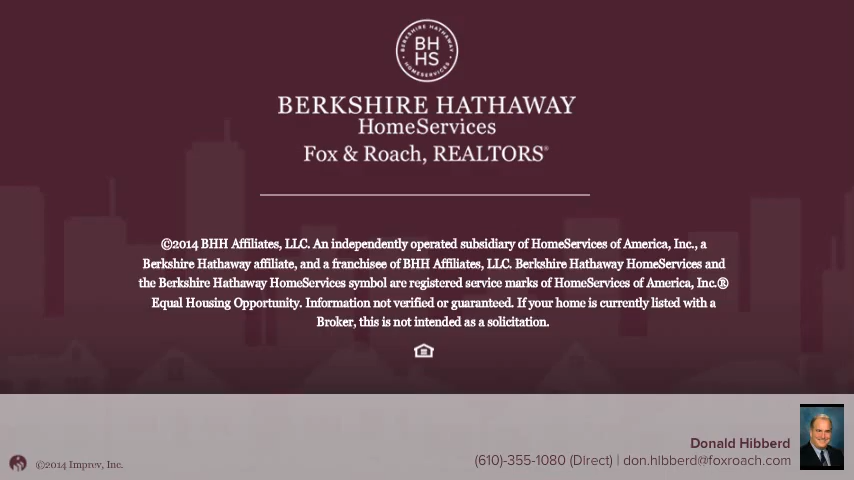 BERKSHIRE HATHAWAY
BH
HS
HOMESERVICES
BERKSHIRE HATHAWAY
HomeServices
Fox & Roach, REALTORS®
©2014 BHH Affiliates, LLC. An independently operated subsidiary of HomeServices of America, Inc., a
Berkshire Hathaway affiliate, and a franchisee of BHH Affiliates, LLC. Berkshire Hathaway HomeServices and
the Berkshire Hathaway HomeServices symbol are registered service marks of HomeServices of America, Inc.®
Equal Housing Opportunity. Information not verified or guaranteed. If your home is currently listed with a
Broker, this is not intended as a solicitation.
Donald Hibberd
(610)-355-1080 (Direct) | don.hibberd@foxroach.com
©2014 Imprev, Inc.